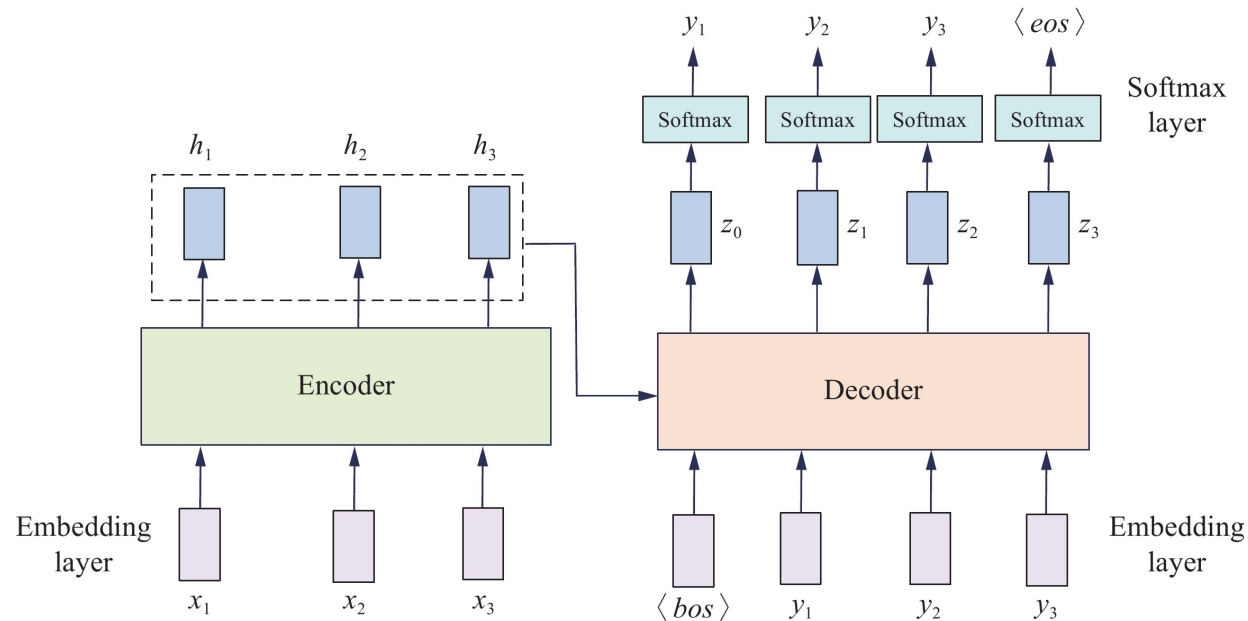 y₁ y₂ y₃ ⟨eos⟩
Softmax Softmax Softmax Softmax
Softmax
layer
h₁ h₂ h₃
z₀ z₁ z₂ z₃
Encoder
Decoder
Embedding
layer
x₁ x₂ x₃
⟨bos⟩ y₁ y₂ y₃
Embedding
layer